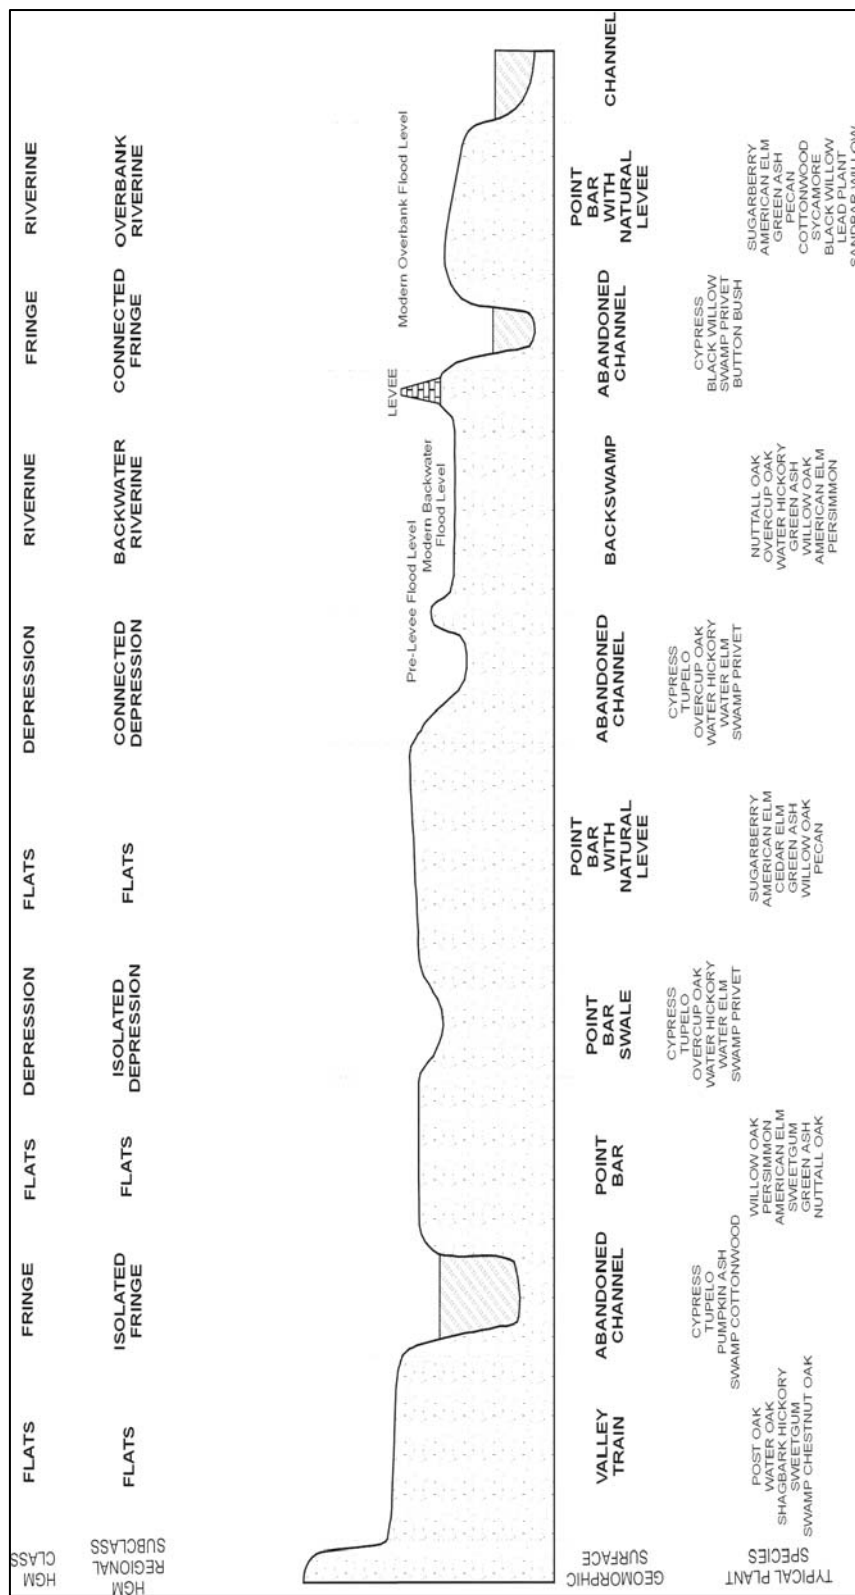 HGM
CLASS
FLATS
FRINGE
FLATS
DEPRESSION
FLATS
DEPRESSION
RIVERINE
FRINGE
RIVERINE
HGM
REGIONAL
SUBCLASS
FLATS
ISOLATED
FRINGE
FLATS
ISOLATED
DEPRESSION
FLATS
CONNECTED
DEPRESSION
BACKWATER
RIVERINE
CONNECTED
FRINGE
OVERBANK
RIVERINE
Pre-Levee Flood Level
Modern Backwater
Flood Level
LEVEE
Modern Overbank Flood Level
GEOMORPHIC
SURFACE
VALLEY
TRAIN
ABANDONED
CHANNEL
POINT
BAR
POINT
BAR
SWALE
POINT
BAR
WITH
NATURAL
LEVEE
ABANDONED
CHANNEL
BACKSWAMP
ABANDONED
CHANNEL
POINT
BAR
WITH
NATURAL
LEVEE
CHANNEL
TYPICAL PLANT
SPECIES
POST OAK
WATER OAK
SHAGBARK HICKORY
SWEETGUM
SWAMP CHESTNUT OAK
CYPRESS
TUPELO
PUMPKIN ASH
SWAMP COTTONWOOD
WILLOW OAK
PERSIMMON
AMERICAN ELM
SWEETGUM
GREEN ASH
NUTTALL OAK
CYPRESS
TUPELO
OVERCUP OAK
WATER HICKORY
WATER ELM
SWAMP PRIVET
SUGARBERRY
AMERICAN ELM
CEDAR ELM
GREEN ASH
WILLOW OAK
PECAN
CYPRESS
TUPELO
OVERCUP OAK
WATER HICKORY
WATER ELM
SWAMP PRIVET
NUTTALL OAK
OVERCUP OAK
WATER HICKORY
GREEN ASH
WILLOW OAK
AMERICAN ELM
PERSIMMON
CYPRESS
BLACK WILLOW
SWAMP PRIVET
BUTTON BUSH
SUGARBERRY
AMERICAN ELM
GREEN ASH
PECAN
COTTONWOOD
SYCAMORE
BLACK WILLOW
LEAD PLANT
SANDBAR WILLOW